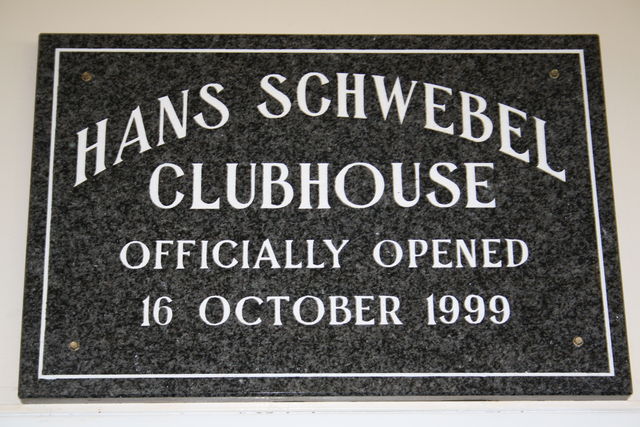 HANS SCHWEBEL
CLUBHOUSE
OFFICIALLY OPENED
16 OCTOBER 1999